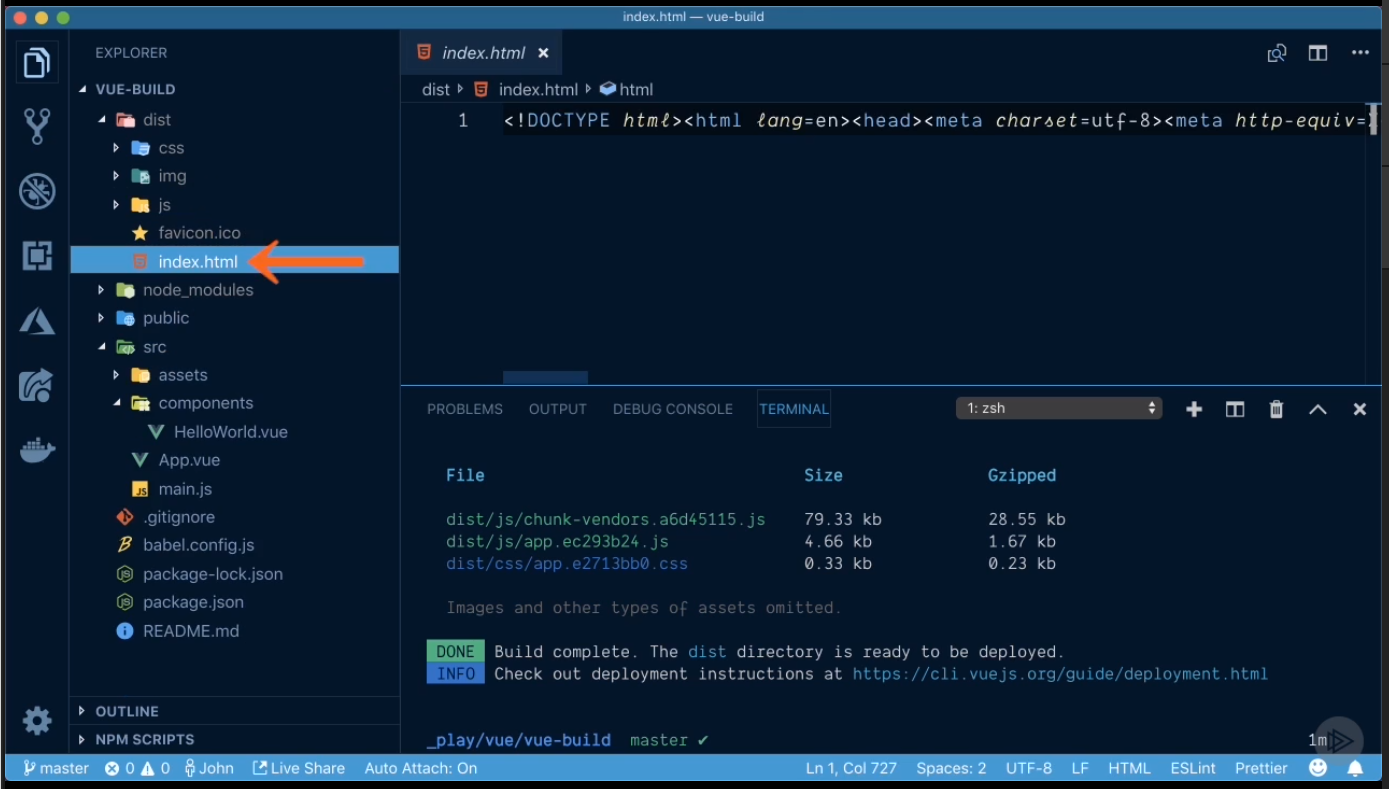 index.html — vue-build
EXPLORER
VUE-BUILD
dist
css
img
js
favicon.ico
index.html
node_modules
public
src
assets
components
HelloWorld.vue
App.vue
main.js
.gitignore
babel.config.js
package-lock.json
package.json
README.md
OUTLINE
NPM SCRIPTS
index.html
dist index.html html
1 <!DOCTYPE html><html lang=en><head><meta charset=utf-8><meta http-equiv=
PROBLEMS OUTPUT DEBUG CONSOLE TERMINAL 1: zsh
File Size Gzipped
dist/js/chunk-vendors.a6d45115.js 79.33 kb 28.55 kb
dist/js/app.ec293b24.js 4.66 kb 1.67 kb
dist/css/app.e2713bb0.css 0.33 kb 0.23 kb
Images and other types of assets omitted.
DONE Build complete. The dist directory is ready to be deployed.
INFO Check out deployment instructions at https://cli.vuejs.org/guide/deployment.html
_play/vue/vue-build master ✔ 1m
master 0 0 John Live Share Auto Attach: On Ln 1, Col 727 Spaces: 2 UTF-8 LF HTML ESLint Prettier